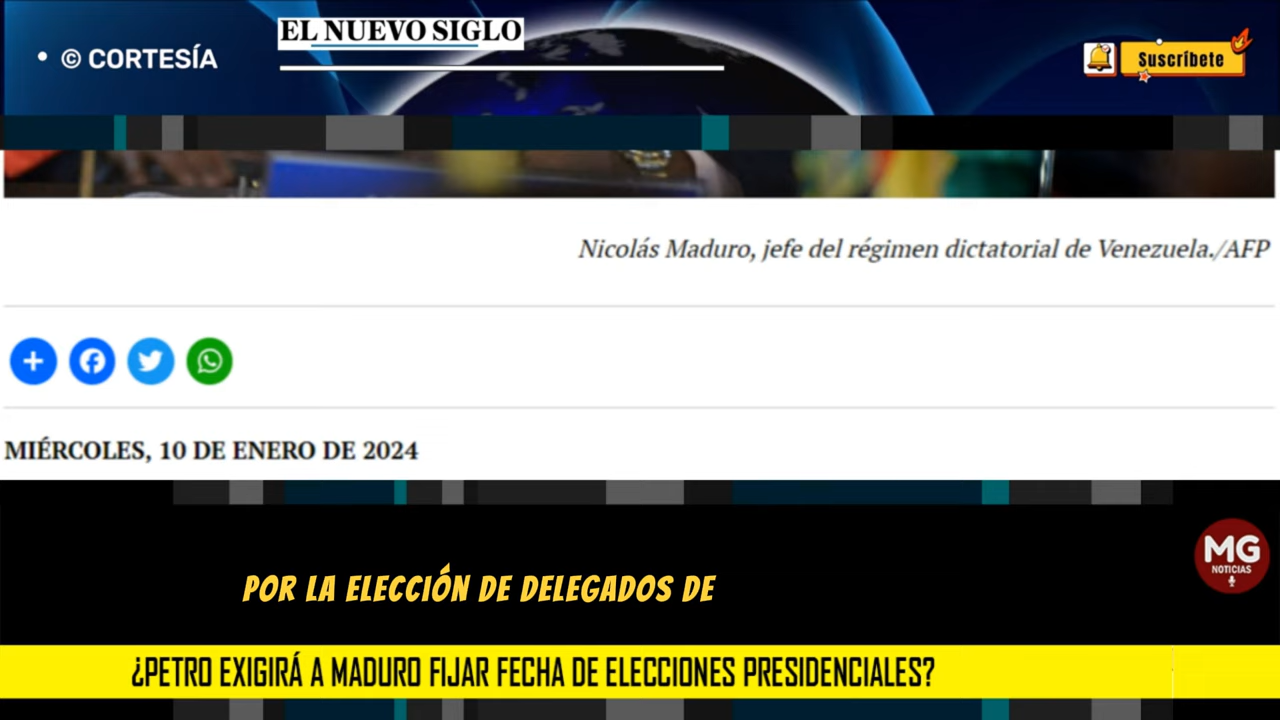 EL NUEVO SIGLO
• © CORTESÍA
Suscríbete
Nicolás Maduro, jefe del régimen dictatorial de Venezuela./AFP
MIÉRCOLES, 10 DE ENERO DE 2024
MG
NOTICIAS
POR LA ELECCIÓN DE DELEGADOS DE
¿PETRO EXIGIRÁ A MADURO FIJAR FECHA DE ELECCIONES PRESIDENCIALES?